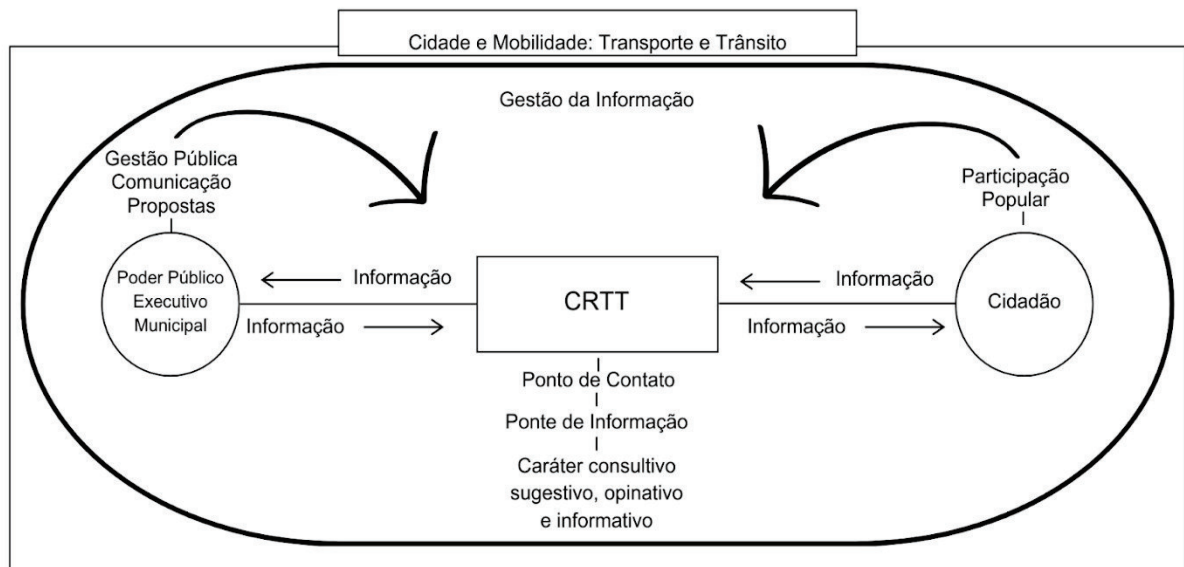 Cidade e Mobilidade: Transporte e Trânsito
Gestão da Informação
Gestão Pública
Comunicação
Propostas
Participação
Popular
Poder Público
Executivo
Municipal
Informação
Informação
CRTT
Informação
Informação
Cidadão
Ponto de Contato
Ponte de Informação
Caráter consultivo
sugestivo, opinativo
e informativo